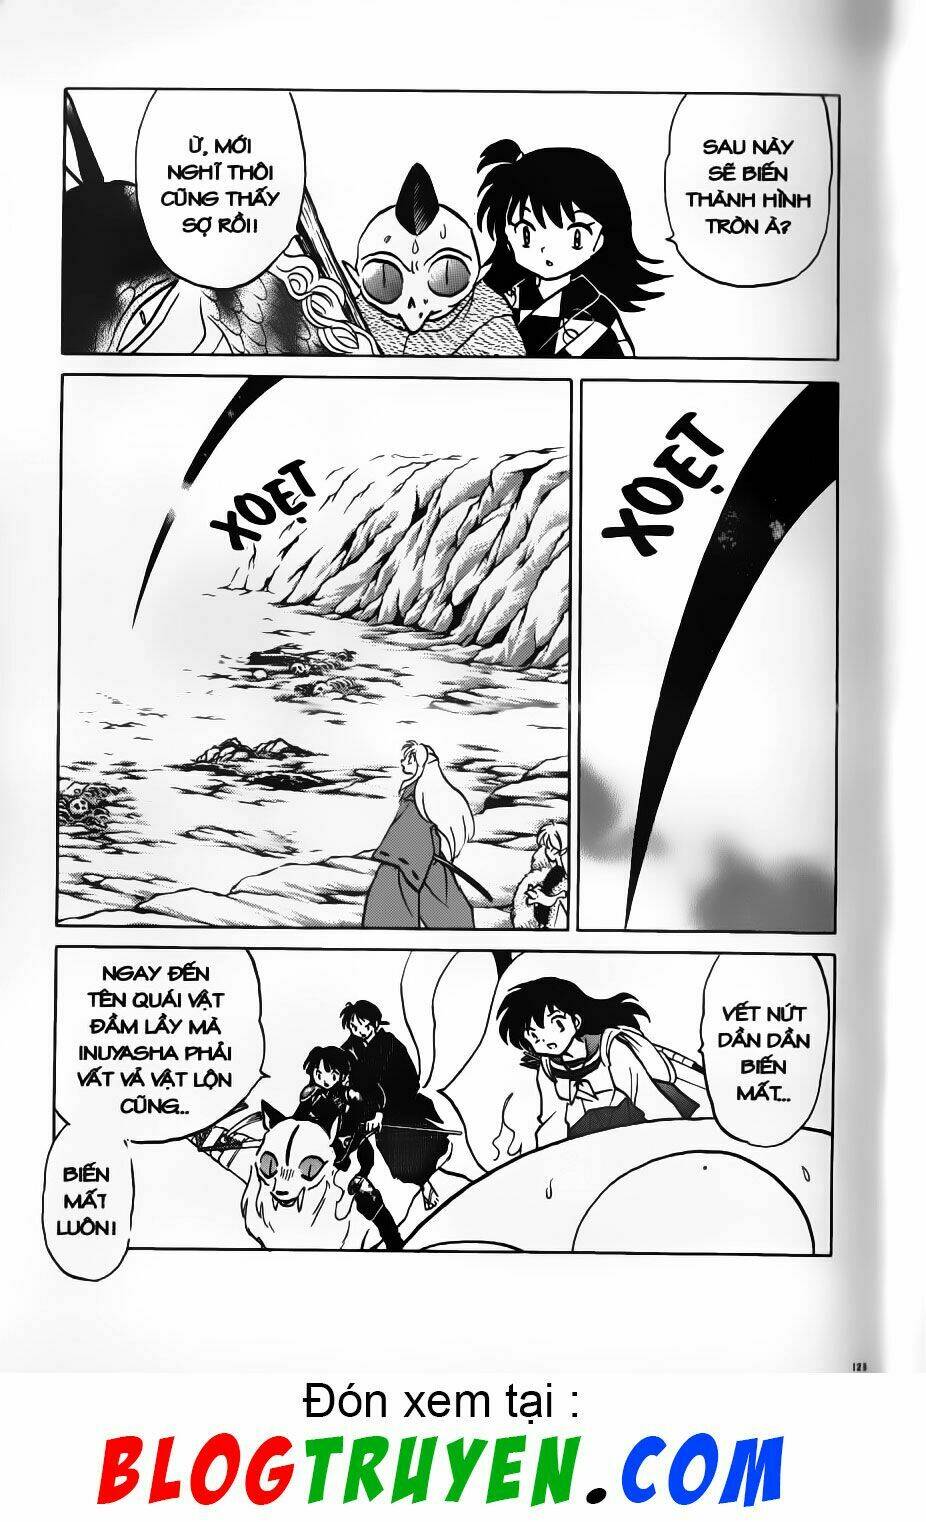 SAU NÀY
SẼ BIẾN
THÀNH HÌNH
TRÒN À?
Ừ, MỚI
NGHĨ THÔI
CŨNG THẤY
SỢ RỒI!
XOẸT
XOẸT
VẾT NỨT
DẦN DẦN
BIẾN
MẤT...
NGAY ĐẾN
TÊN QUÁI VẬT
ĐẦM LẦY MÀ
INUYASHA PHẢI
VẤT VẢ VẬT LỘN
CŨNG...
BIẾN
MẤT
LUÔN!
Đón xem tại :
BLOGTRUYEN.COM